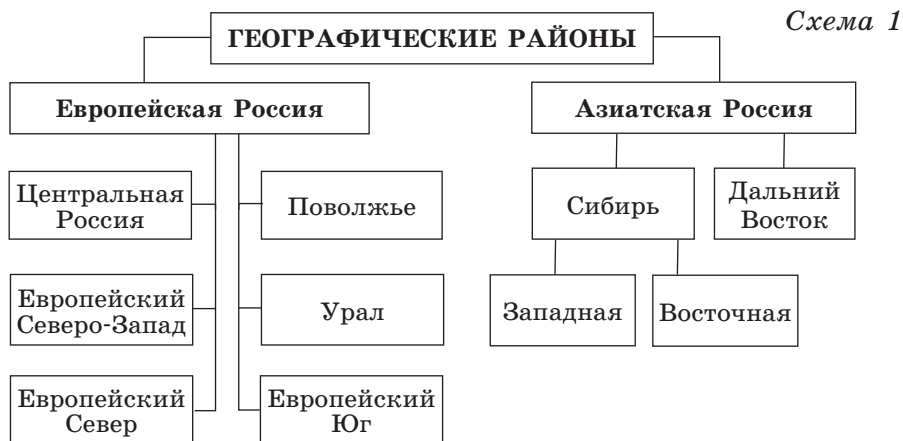 Схема 1
ГЕОГРАФИЧЕСКИЕ РАЙОНЫ
Европейская Россия
Азиатская Россия
Центральная
Россия
Поволжье
Сибирь
Дальний
Восток
Европейский
Северо-Запад
Урал
Западная
Восточная
Европейский
Север
Европейский
Юг